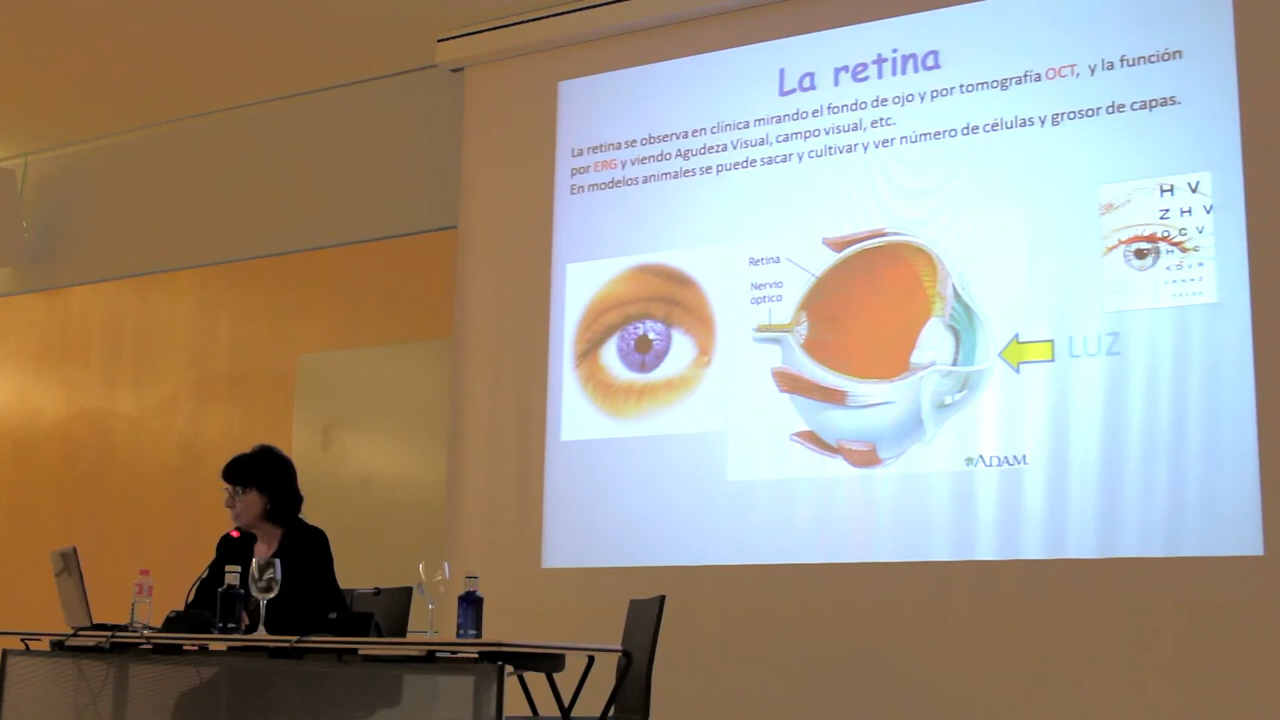 La retina
La retina se observa en clínica mirando el fondo de ojo y por tomografía OCT, y la función
por ERG y viendo Agudeza Visual, campo visual, etc.
En modelos animales se puede sacar y cultivar y ver número de células y grosor de capas.
H V
Z H V
O C V
Retina
Nervio
óptico
LUZ
ADAM